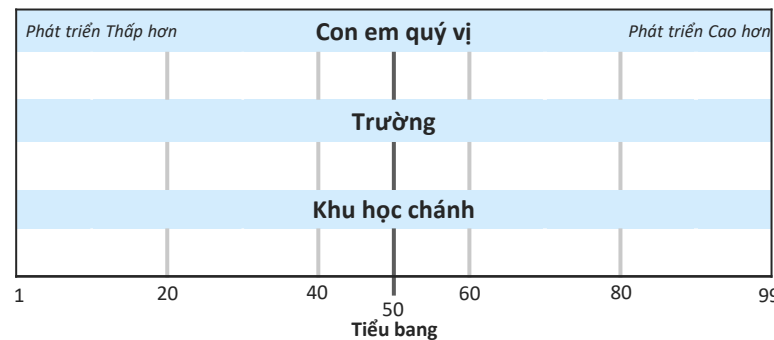 Phát triển Thấp hơn Con em quý vị Phát triển Cao hơn
Trường
Khu học chánh
1 20 40 50 60 80 99
Tiểu bang